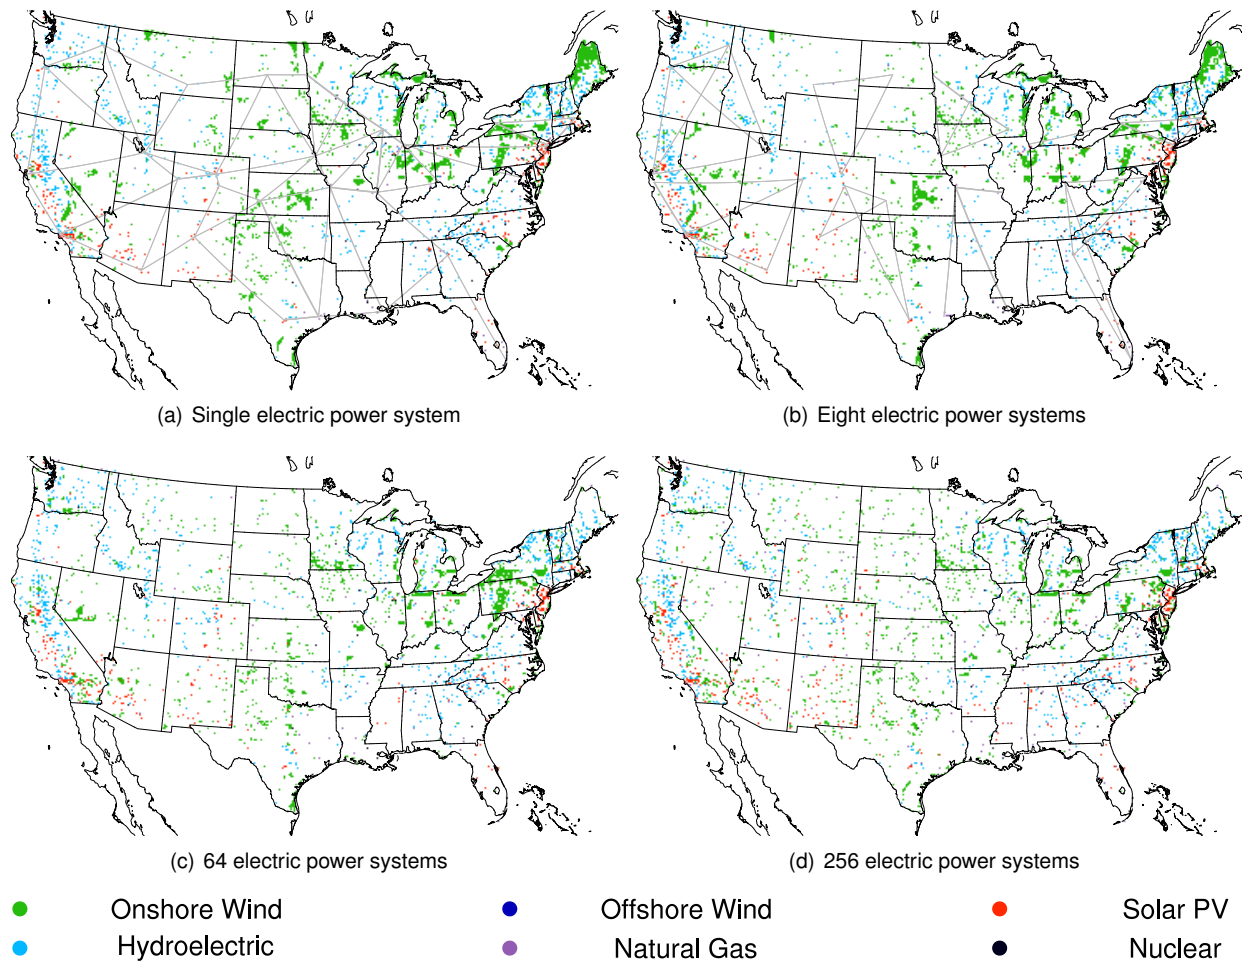 (a) Single electric power system
(b) Eight electric power systems
(c) 64 electric power systems
(d) 256 electric power systems
Onshore Wind
Offshore Wind
Solar PV
Hydroelectric
Natural Gas
Nuclear